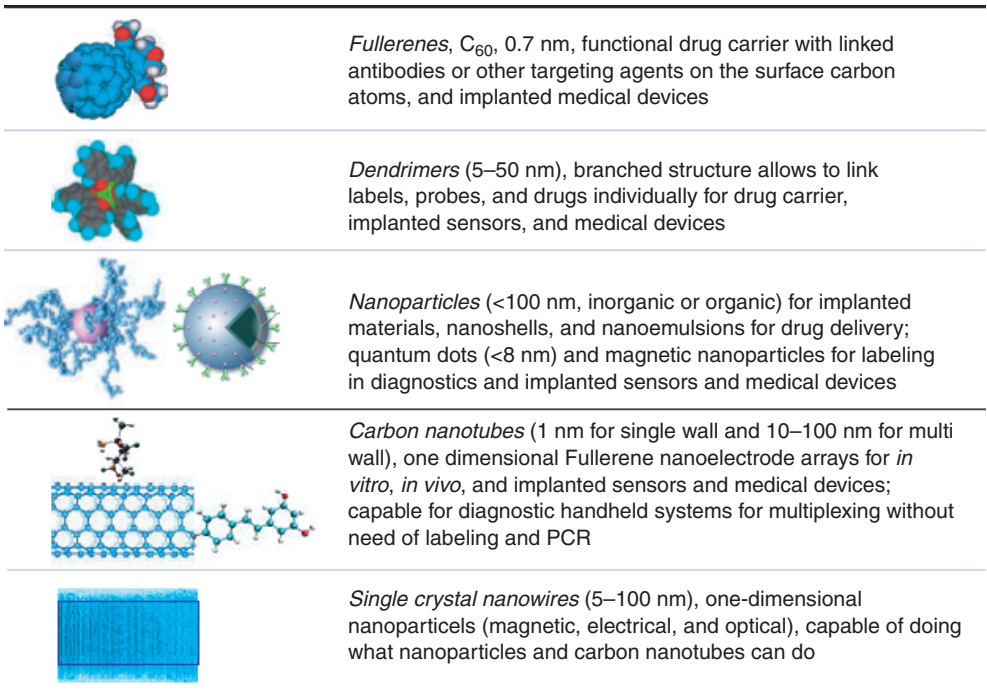 Fullerenes, C60, 0.7 nm, functional drug carrier with linked
antibodies or other targeting agents on the surface carbon
atoms, and implanted medical devices
Dendrimers (5–50 nm), branched structure allows to link
labels, probes, and drugs individually for drug carrier,
implanted sensors, and medical devices
Nanoparticles (<100 nm, inorganic or organic) for implanted
materials, nanoshells, and nanoemulsions for drug delivery;
quantum dots (<8 nm) and magnetic nanoparticles for labeling
in diagnostics and implanted sensors and medical devices
Carbon nanotubes (1 nm for single wall and 10–100 nm for multi
wall), one dimensional Fullerene nanoelectrode arrays for in
vitro, in vivo, and implanted sensors and medical devices;
capable for diagnostic handheld systems for multiplexing without
need of labeling and PCR
Single crystal nanowires (5–100 nm), one-dimensional
nanoparticels (magnetic, electrical, and optical), capable of doing
what nanoparticles and carbon nanotubes can do